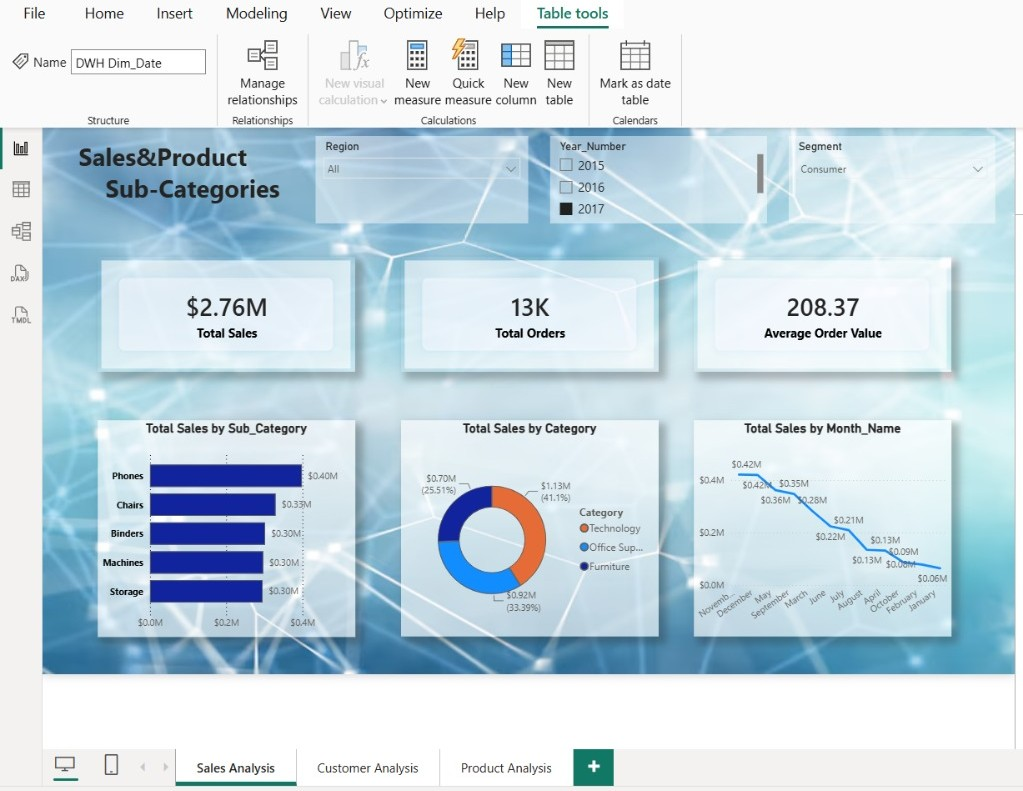 File Home Insert Modeling View Optimize Help Table tools
Name DWH Dim_Date
Manage relationships
New visual calculation
New measure
Quick measure
New column
New table
Mark as date table
Structure Relationships Calculations Calendars
DAX
TMDL
Sales&Product
Sub-Categories
Region
All
Year_Number
2015
2016
2017
Segment
Consumer
$2.76M
Total Sales
13K
Total Orders
208.37
Average Order Value
Total Sales by Sub_Category
Phones $0.40M
Chairs $0.33M
Binders $0.30M
Machines $0.30M
Storage $0.30M
$0.0M $0.2M $0.4M
Total Sales by Category
$0.70M
(25.51%)
$1.13M
(41.1%)
$0.92M
(33.39%)
Category
Technology
Office Sup...
Furniture
Total Sales by Month_Name
$0.4M
$0.2M
$0.0M
$0.42M
$0.42M
$0.36M
$0.35M
$0.28M
$0.22M
$0.21M
$0.13M
$0.13M
$0.09M
$0.06M
Novemb... December May September March June July August April October February January
Sales Analysis Customer Analysis Product Analysis +